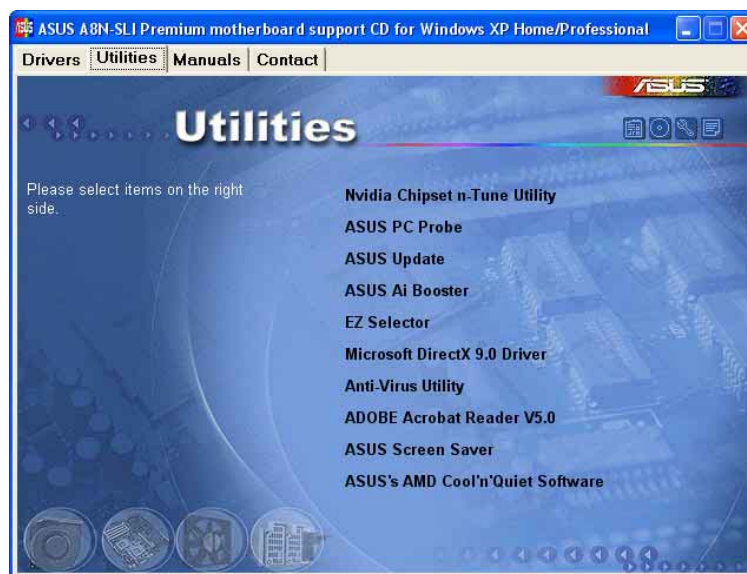 ASUS A8N-SLI Premium motherboard support CD for Windows XP Home/Professional
Drivers Utilities Manuals Contact
ASUS
Utilities
Please select items on the right
side.
Nvidia Chipset n-Tune Utility
ASUS PC Probe
ASUS Update
ASUS Ai Booster
EZ Selector
Microsoft DirectX 9.0 Driver
Anti-Virus Utility
ADOBE Acrobat Reader V5.0
ASUS Screen Saver
ASUS's AMD Cool'n'Quiet Software